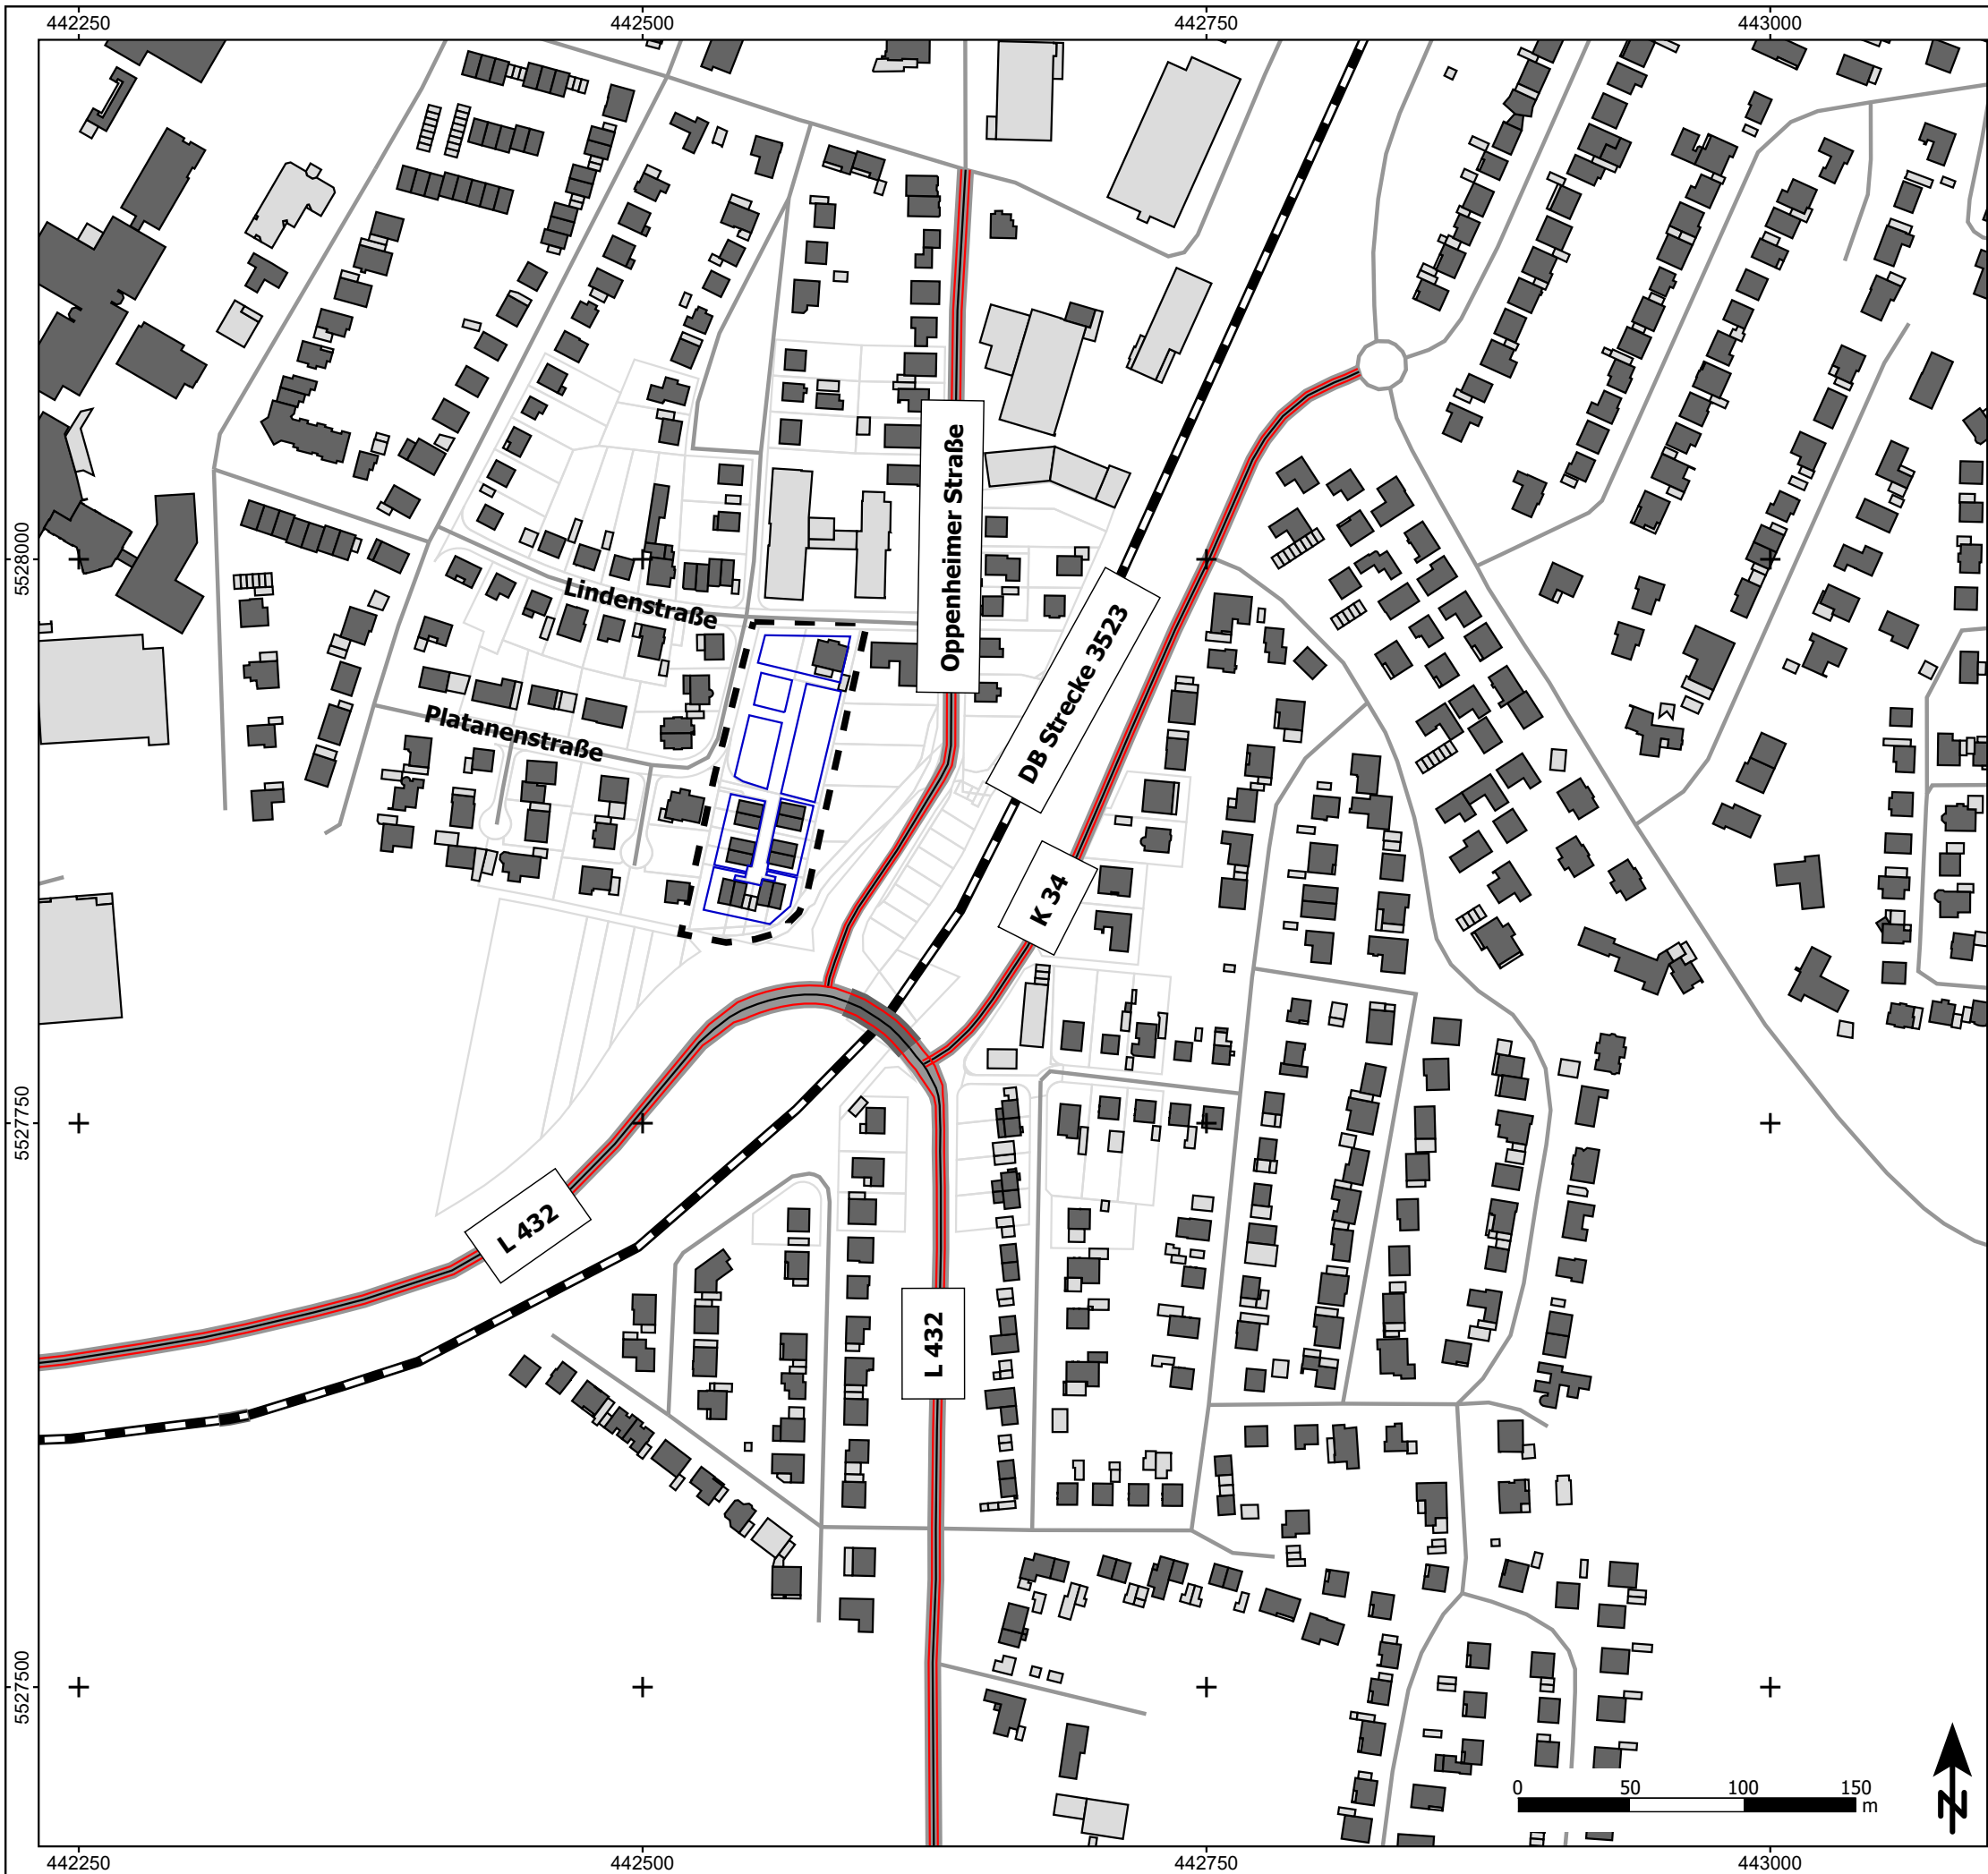 442250 442500 442750 443000
5528000
5527750
5527500
Oppenheimer Straße
Lindenstraße
DB Strecke 3523
Platanenstraße
K 34
L 432
L 432
0 50 100 150
m
N
442250 442500 442750 443000